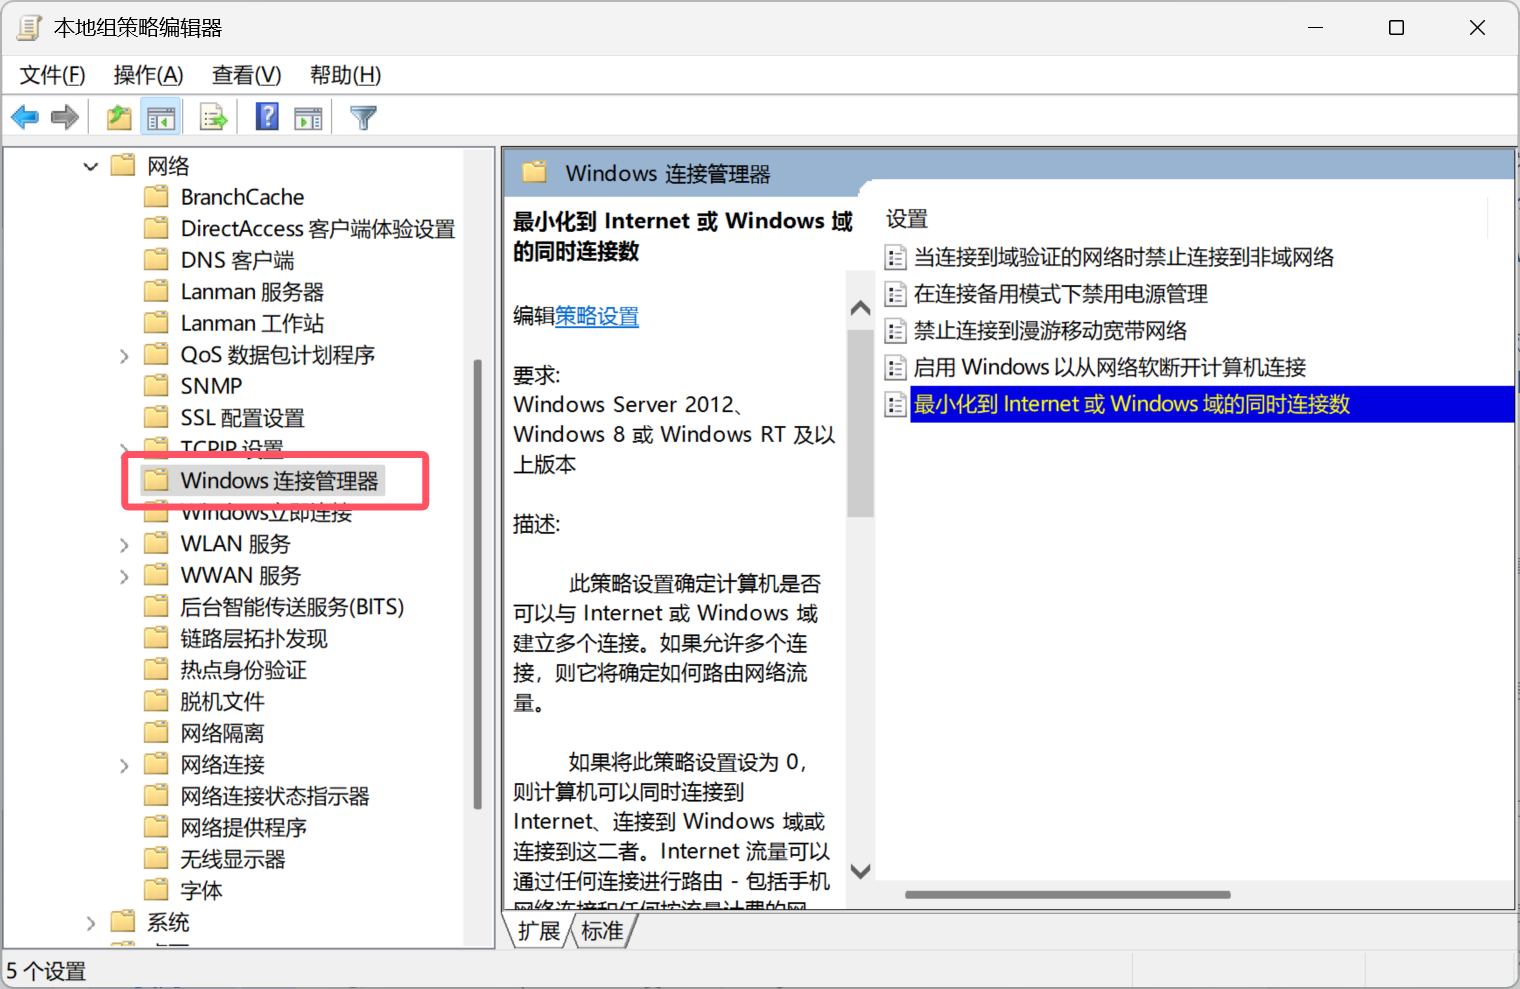 本地组策略编辑器
文件(F) 操作(A) 查看(V) 帮助(H)
网络
BranchCache
DirectAccess 客户端体验设置
DNS 客户端
Lanman 服务器
Lanman 工作站
QoS 数据包计划程序
SNMP
SSL 配置设置
TCPIP 设置
Windows 连接管理器
Windows立即连接
WLAN 服务
WWAN 服务
后台智能传送服务(BITS)
链路层拓扑发现
热点身份验证
脱机文件
网络隔离
网络连接
网络连接状态指示器
网络提供程序
无线显示器
字体
系统
Windows 连接管理器
最小化到 Internet 或 Windows 域
的同时连接数
编辑策略设置
要求:
Windows Server 2012、
Windows 8 或 Windows RT 及以
上版本
描述:
此策略设置确定计算机是否
可以与 Internet 或 Windows 域
建立多个连接。如果允许多个连
接，则它将确定如何路由网络流
量。
如果将此策略设置设为 0，
则计算机可以同时连接到
Internet、连接到 Windows 域或
连接到这二者。Internet 流量可以
通过任何连接进行路由 - 包括手机
网络连接和任何按流量计费的网
设置
当连接到域验证的网络时禁止连接到非域网络
在连接备用模式下禁用电源管理
禁止连接到漫游移动宽带网络
启用 Windows 以从网络软断开计算机连接
最小化到 Internet 或 Windows 域的同时连接数
扩展 标准
5 个设置